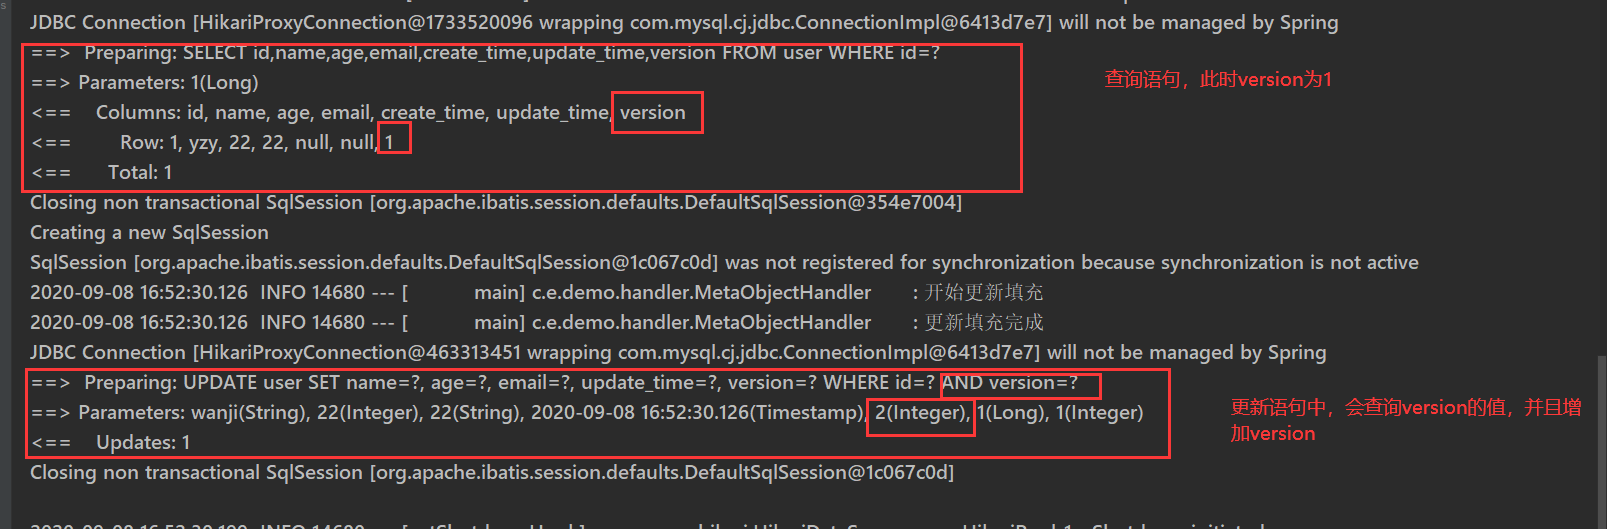 JDBC Connection [HikariProxyConnection@1733520096 wrapping com.mysql.cj.jdbc.ConnectionImpl@6413d7e7] will not be managed by Spring
==>  Preparing: SELECT id,name,age,email,create_time,update_time,version FROM user WHERE id=?
==> Parameters: 1(Long)
查询语句，此时version为1
<==    Columns: id, name, age, email, create_time, update_time, version
<==        Row: 1, yzy, 22, 22, null, null, 1
<==      Total: 1
Closing non transactional SqlSession [org.apache.ibatis.session.defaults.DefaultSqlSession@354e7004]
Creating a new SqlSession
SqlSession [org.apache.ibatis.session.defaults.DefaultSqlSession@1c067c0d] was not registered for synchronization because synchronization is not active
2020-09-08 16:52:30.126  INFO 14680 --- [           main] c.e.demo.handler.MetaObjectHandler       : 开始更新填充
2020-09-08 16:52:30.126  INFO 14680 --- [           main] c.e.demo.handler.MetaObjectHandler       : 更新填充完成
JDBC Connection [HikariProxyConnection@463313451 wrapping com.mysql.cj.jdbc.ConnectionImpl@6413d7e7] will not be managed by Spring
==>  Preparing: UPDATE user SET name=?, age=?, email=?, update_time=?, version=? WHERE id=? AND version=?
==> Parameters: wanji(String), 22(Integer), 22(String), 2020-09-08 16:52:30.126(Timestamp), 2(Integer), 1(Long), 1(Integer)
<==    Updates: 1
更新语句中，会查询version的值，并且增
加version
Closing non transactional SqlSession [org.apache.ibatis.session.defaults.DefaultSqlSession@1c067c0d]